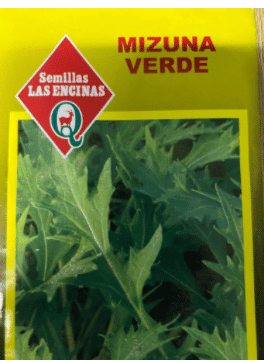 MIZUNA
VERDE
Semillas
LAS ENCINAS